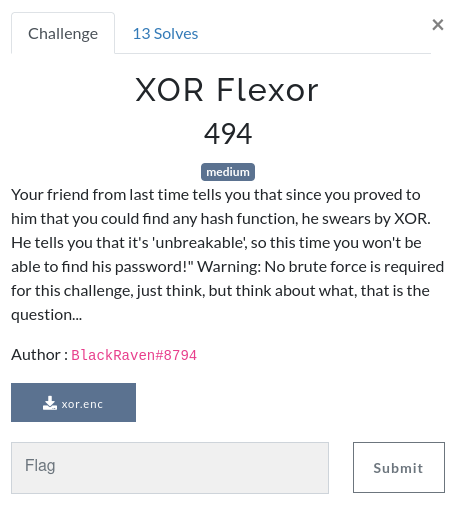 Challenge
13 Solves
×
XOR Flexor
494
medium
Your friend from last time tells you that since you proved to
him that you could find any hash function, he swears by XOR.
He tells you that it's 'unbreakable', so this time you won't be
able to find his password!" Warning: No brute force is required
for this challenge, just think, but think about what, that is the
question...
Author : BlackRaven#8794
xor.enc
Flag
Submit